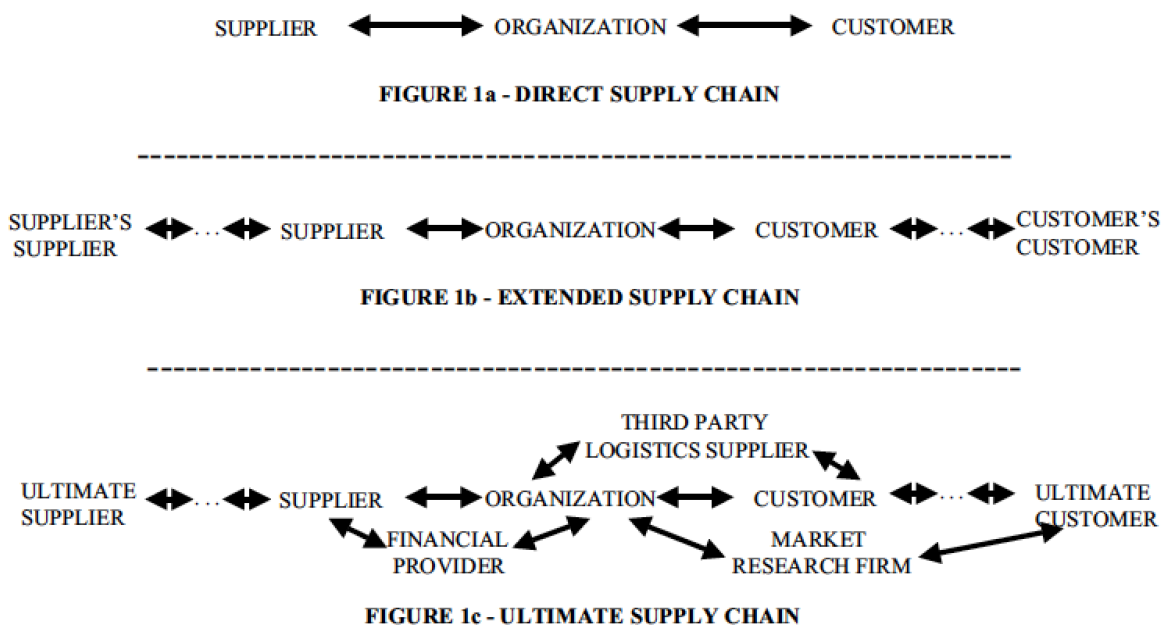 SUPPLIER ORGANIZATION CUSTOMER
FIGURE 1a - DIRECT SUPPLY CHAIN
SUPPLIER’S
SUPPLIER
... SUPPLIER ORGANIZATION CUSTOMER ...
CUSTOMER’S
CUSTOMER
FIGURE 1b - EXTENDED SUPPLY CHAIN
THIRD PARTY
LOGISTICS SUPPLIER
ULTIMATE
SUPPLIER
... SUPPLIER ORGANIZATION CUSTOMER ...
ULTIMATE
CUSTOMER
FINANCIAL
PROVIDER
MARKET
RESEARCH FIRM
FIGURE 1c - ULTIMATE SUPPLY CHAIN